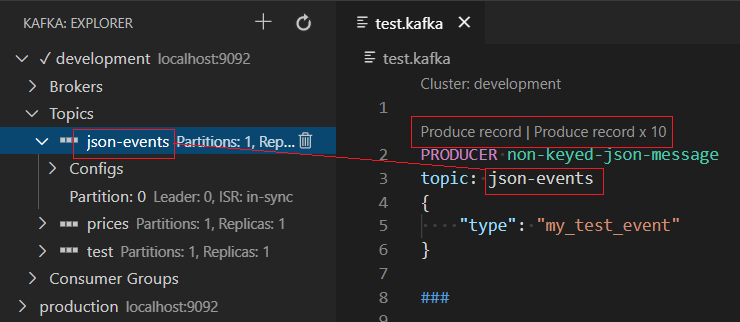 KAFKA: EXPLORER
✓ development localhost:9092
Brokers
Topics
json-events Partitions: 1, Rep...
Configs
Partition: 0 Leader: 0, ISR: in-sync
prices Partitions: 1, Replicas: 1
test Partitions: 1, Replicas: 1
Consumer Groups
production localhost:9092
test.kafka
test.kafka
Cluster: development
1
Produce record | Produce record x 10
2 PRODUCER non-keyed-json-message
3 topic: json-events
4 {
5 ····"type": "my_test_event"
6 }
7
8 ###
9